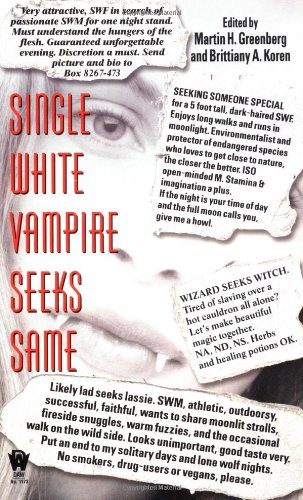 Very attractive, SWF in search of
passionate SWM for one night stand.
Must understand the hungers of the
flesh. Guaranteed unforgettable
evening. Discretion a must. Send
picture and bio to
Box 8267-473
Edited by
Martin H. Greenberg
and Brittiany A. Koren
SINGLE
WHITE
VAMPIRE
SEEKS
SAME
SEEKING SOMEONE SPECIAL
for a 5 foot tall, dark-haired SWF.
Enjoys long walks and runs in
moonlight. Environmentalist and
protector of endangered species
who loves to get close to nature,
the closer the better. ISO
open-minded M. Stamina &
imagination a plus.
If the night is your time of day
and the full moon calls you,
give me a howl.
WIZARD SEEKS WITCH.
Tired of slaving over a
hot cauldron all alone?
Let's make beautiful
magic together.
NA, ND, NS. Herbs
and healing potions OK.
Likely lad seeks lassie. SWM, athletic, outdoorsy,
successful, faithful, wants to share moonlit strolls,
fireside snuggles, warm fuzzies, and the occasional
walk on the wild side. Looks unimportant, good taste very.
Put an end to my solitary days and lone wolf nights.
No smokers, drug-users or vegans, please.
DAW